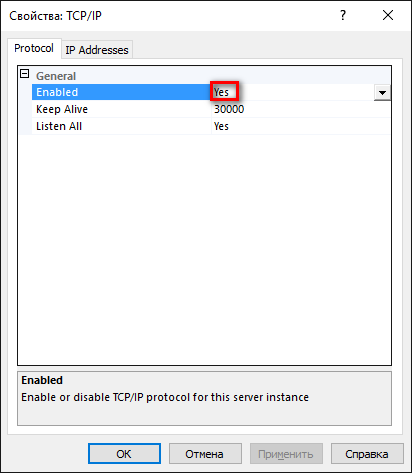 Свойства: TCP/IP
?
Protocol IP Addresses
General
Enabled Yes
Keep Alive 30000
Listen All Yes
Enabled
Enable or disable TCP/IP protocol for this server instance
OK Отмена Применить Справка